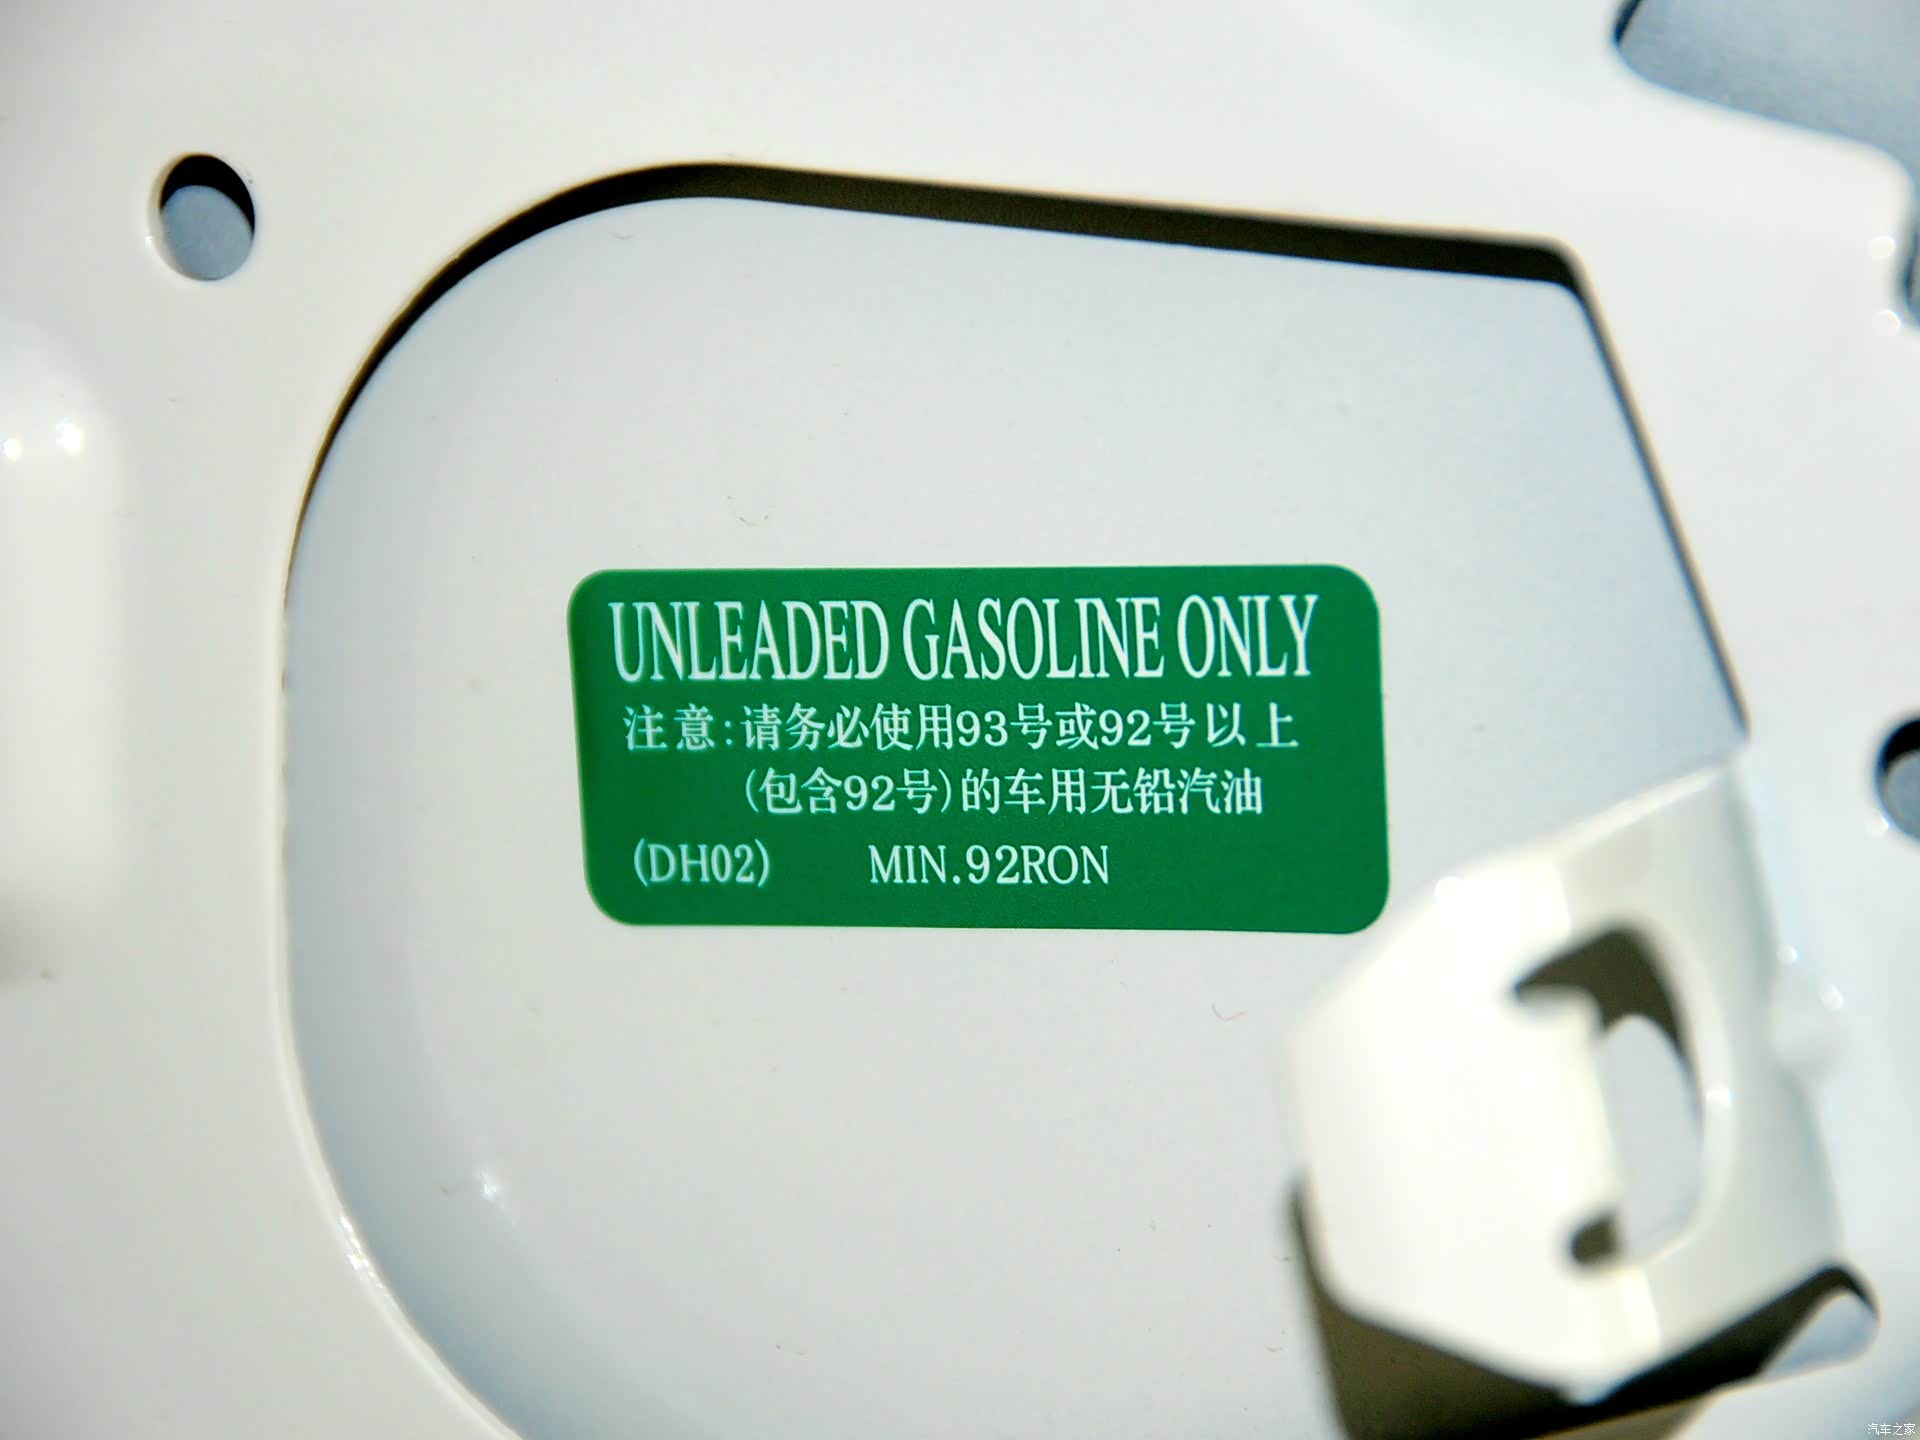 UNLEADED GASOLINE ONLY
注意:请务必使用93号或92号以上
(包含92号)的车用无铅汽油
(DH02) MIN.92RON
汽车之家